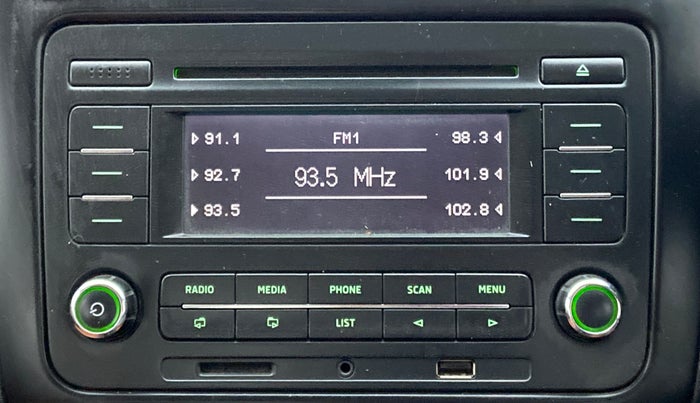 91.1 FM1 98.3
92.7 93.5 MHz 101.9
93.5 102.8
RADIO MEDIA PHONE SCAN MENU
LIST